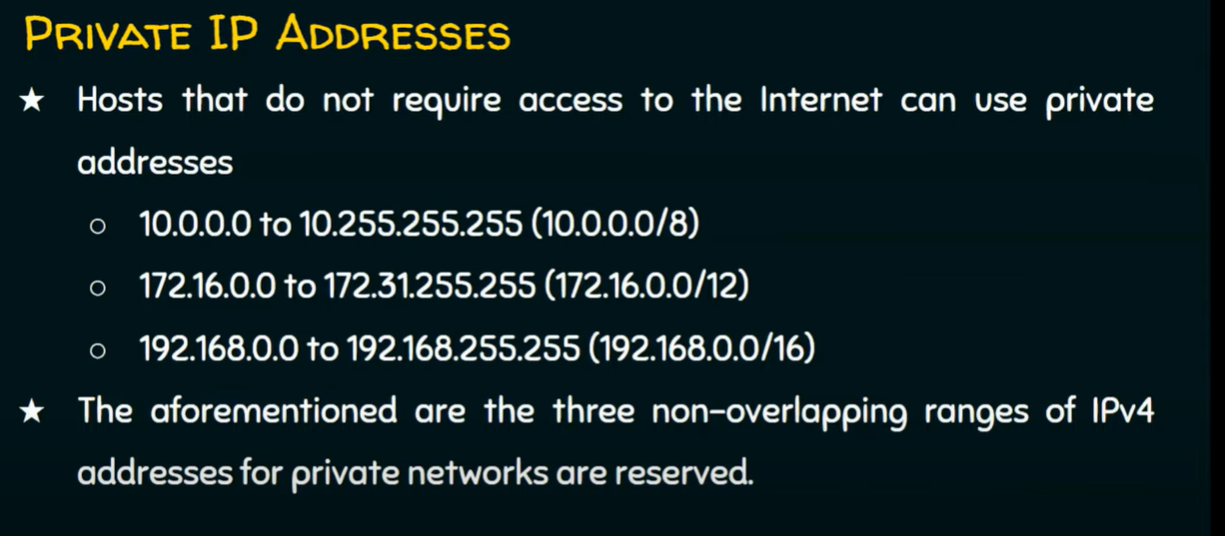 PRIVATE IP ADDRESSES
★ Hosts that do not require access to the Internet can use private
addresses
○ 10.0.0.0 to 10.255.255.255 (10.0.0.0/8)
○ 172.16.0.0 to 172.31.255.255 (172.16.0.0/12)
○ 192.168.0.0 to 192.168.255.255 (192.168.0.0/16)
★ The aforementioned are the three non-overlapping ranges of IPv4
addresses for private networks are reserved.